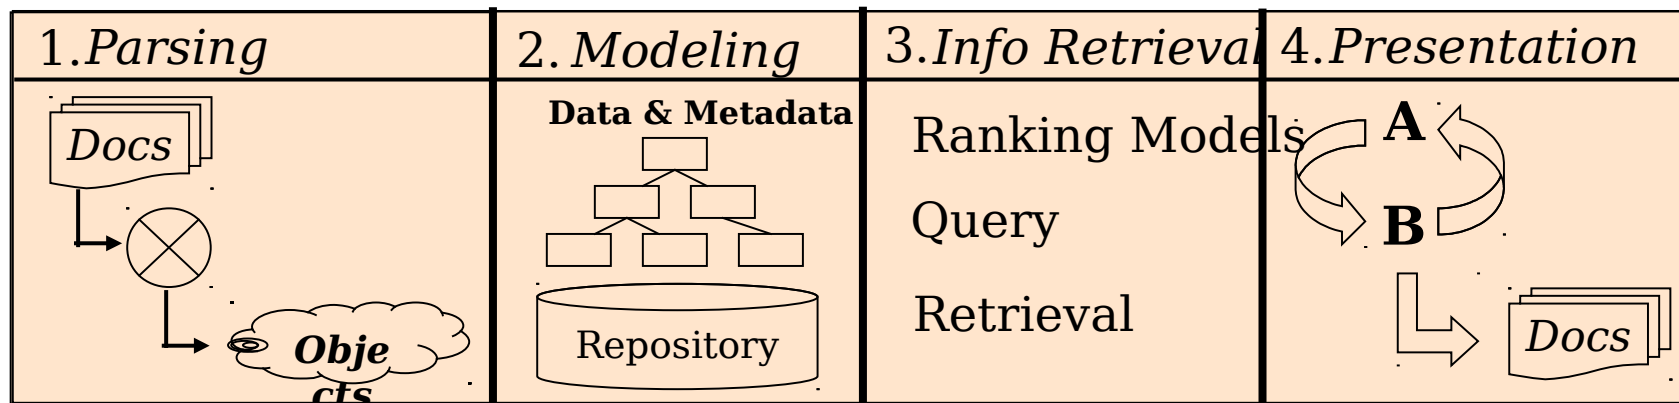 1.Parsing
Docs
Obje
cts
2. Modeling
Data & Metadata
Repository
3.Info Retrieval
Ranking Models
Query
Retrieval
4.Presentation
A
B
Docs